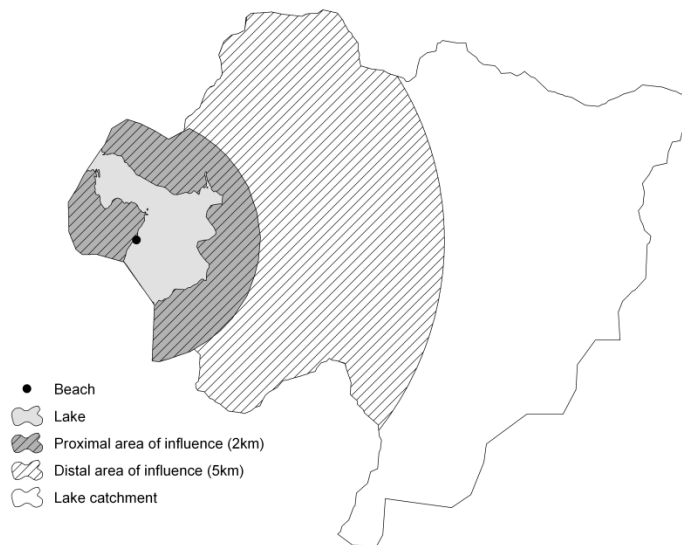 Beach
Lake
Proximal area of influence (2km)
Distal area of influence (5km)
Lake catchment